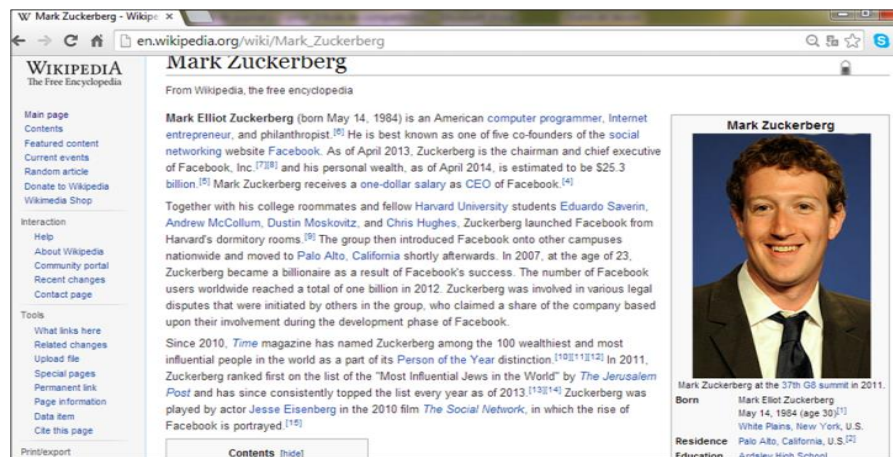 Mark Zuckerberg - Wikipe
en.wikipedia.org/wiki/Mark_Zuckerberg
WIKIPEDIA
The Free Encyclopedia
Main page
Contents
Featured content
Current events
Random article
Donate to Wikipedia
Wikimedia Shop
Interaction
Help
About Wikipedia
Community portal
Recent changes
Contact page
Tools
What links here
Related changes
Upload file
Special pages
Permanent link
Page information
Data item
Cite this page
Print/export
Mark Zuckerberg
From Wikipedia, the free encyclopedia
Mark Elliot Zuckerberg (born May 14, 1984) is an American computer programmer, Internet
entrepreneur, and philanthropist.[6] He is best known as one of five co-founders of the social
networking website Facebook. As of April 2013, Zuckerberg is the chairman and chief executive
of Facebook, Inc.[7][8] and his personal wealth, as of April 2014, is estimated to be $25.3
billion.[5] Mark Zuckerberg receives a one-dollar salary as CEO of Facebook.[4]
Together with his college roommates and fellow Harvard University students Eduardo Saverin,
Andrew McCollum, Dustin Moskovitz, and Chris Hughes, Zuckerberg launched Facebook from
Harvard's dormitory rooms.[9] The group then introduced Facebook onto other campuses
nationwide and moved to Palo Alto, California shortly afterwards. In 2007, at the age of 23,
Zuckerberg became a billionaire as a result of Facebook's success. The number of Facebook
users worldwide reached a total of one billion in 2012. Zuckerberg was involved in various legal
disputes that were initiated by others in the group, who claimed a share of the company based
upon their involvement during the development phase of Facebook.
Since 2010, Time magazine has named Zuckerberg among the 100 wealthiest and most
influential people in the world as a part of its Person of the Year distinction.[10][11][12] In 2011,
Zuckerberg ranked first on the list of the "Most Influential Jews in the World" by The Jerusalem
Post and has since consistently topped the list every year as of 2013.[13][14] Zuckerberg was
played by actor Jesse Eisenberg in the 2010 film The Social Network, in which the rise of
Facebook is portrayed.[15]
Contents [hide]
Mark Zuckerberg
Mark Zuckerberg at the 37th G8 summit in 2011.
Born Mark Elliot Zuckerberg
May 14, 1984 (age 30)[1]
White Plains, New York, U.S.
Residence Palo Alto, California, U.S.[2]
Education Ardsley High School